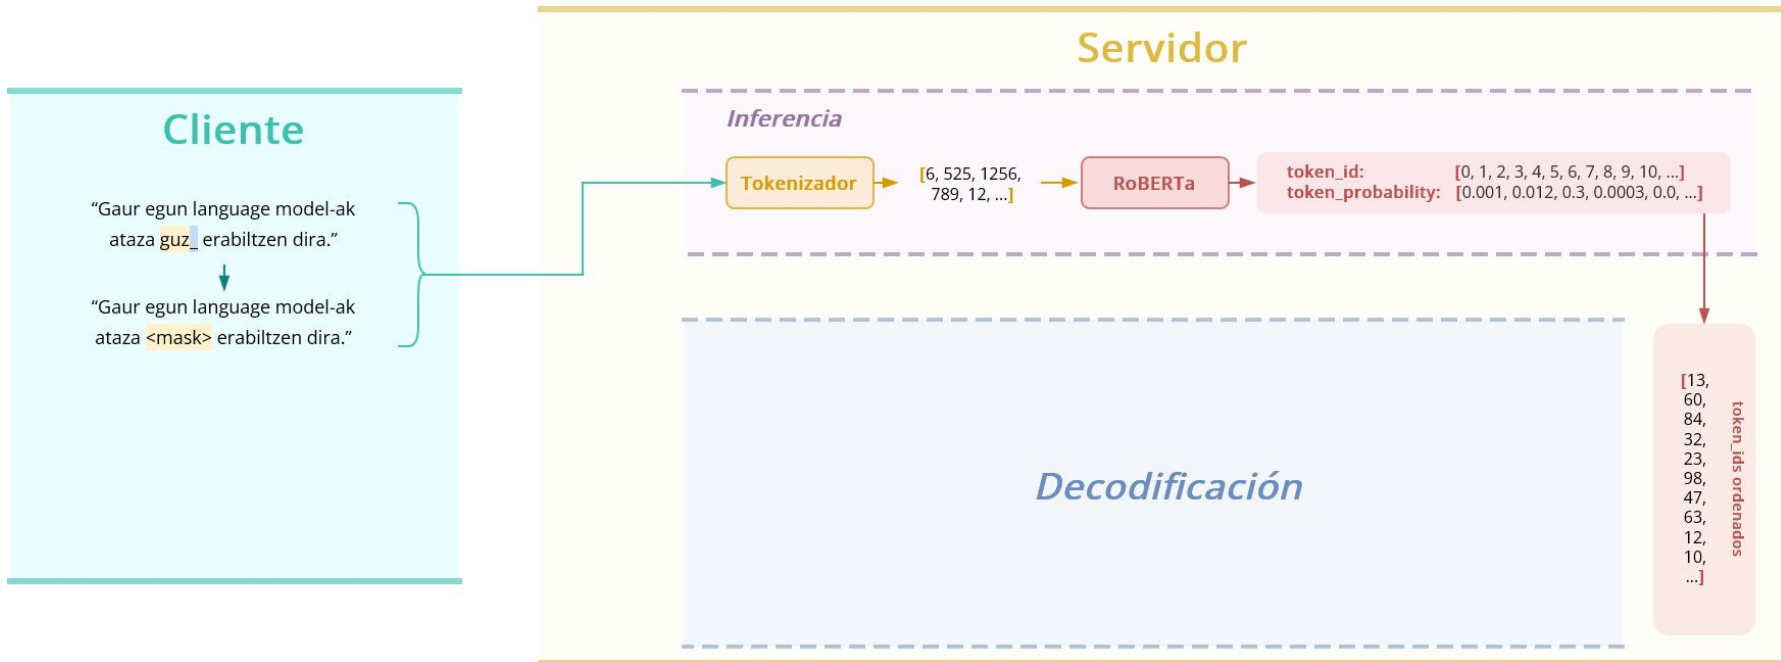 Servidor
Cliente
“Gaur egun language model-ak
ataza guz_ erabiltzen dira.”
“Gaur egun language model-ak
ataza <mask> erabiltzen dira.”
Inferencia
Tokenizador
[6, 525, 1256,
789, 12, ...]
RoBERTa
token_id: [0, 1, 2, 3, 4, 5, 6, 7, 8, 9, 10, ...]
token_probability: [0.001, 0.012, 0.3, 0.0003, 0.0, ...]
Decodificación
[13,
60,
84,
32,
23,
98,
47,
63,
12,
10,
...]
token_ids ordenados